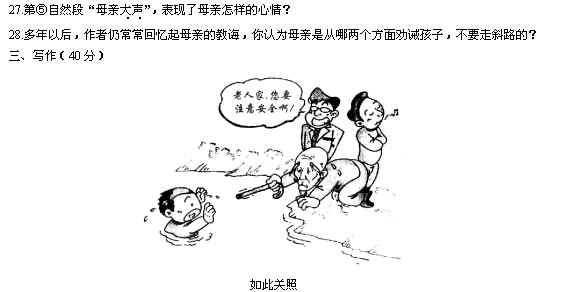 27.第⑤自然段“母亲大声”，表现了母亲怎样的心情？
28.多年以后，作者仍常常回忆起母亲的教诲，你认为母亲是从哪两个方面劝诫孩子，不要走斜路的？
三、写作（40分）
老人家，您要
注意安全啊！
如此关照